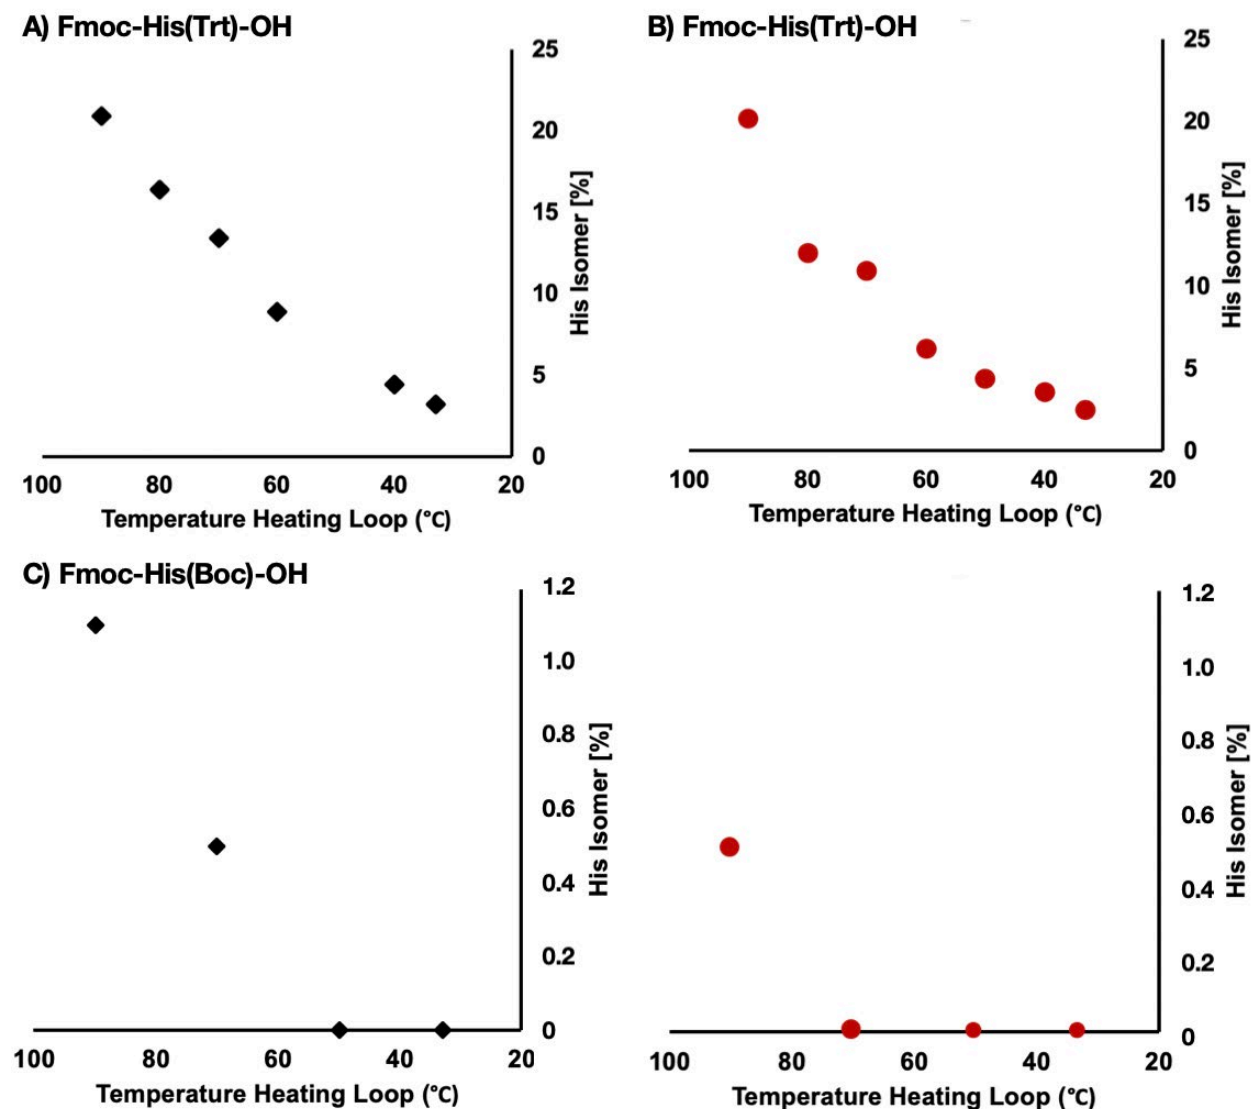 A) Fmoc-His(Trt)-OH
25
20
15
10
5
0
His Isomer [%]
100 80 60 40 20
Temperature Heating Loop (°C)
B) Fmoc-His(Trt)-OH
25
20
15
10
5
0
His Isomer [%]
100 80 60 40 20
Temperature Heating Loop (°C)
C) Fmoc-His(Boc)-OH
1.2
1.0
0.8
0.6
0.4
0.2
0
His Isomer [%]
100 80 60 40 20
Temperature Heating Loop (°C)
1.2
1.0
0.8
0.6
0.4
0.2
0
His Isomer [%]
100 80 60 40 20
Temperature Heating Loop (°C)